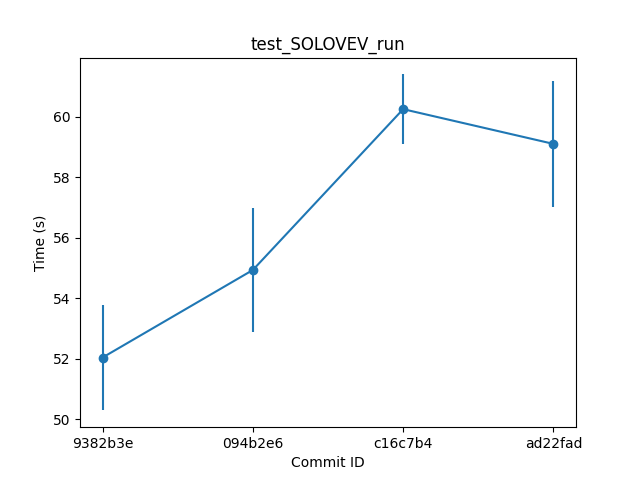 test_SOLOVEV_run
Time (s)
60
58
56
54
52
50
9382b3e
094b2e6
c16c7b4
ad22fad
Commit ID